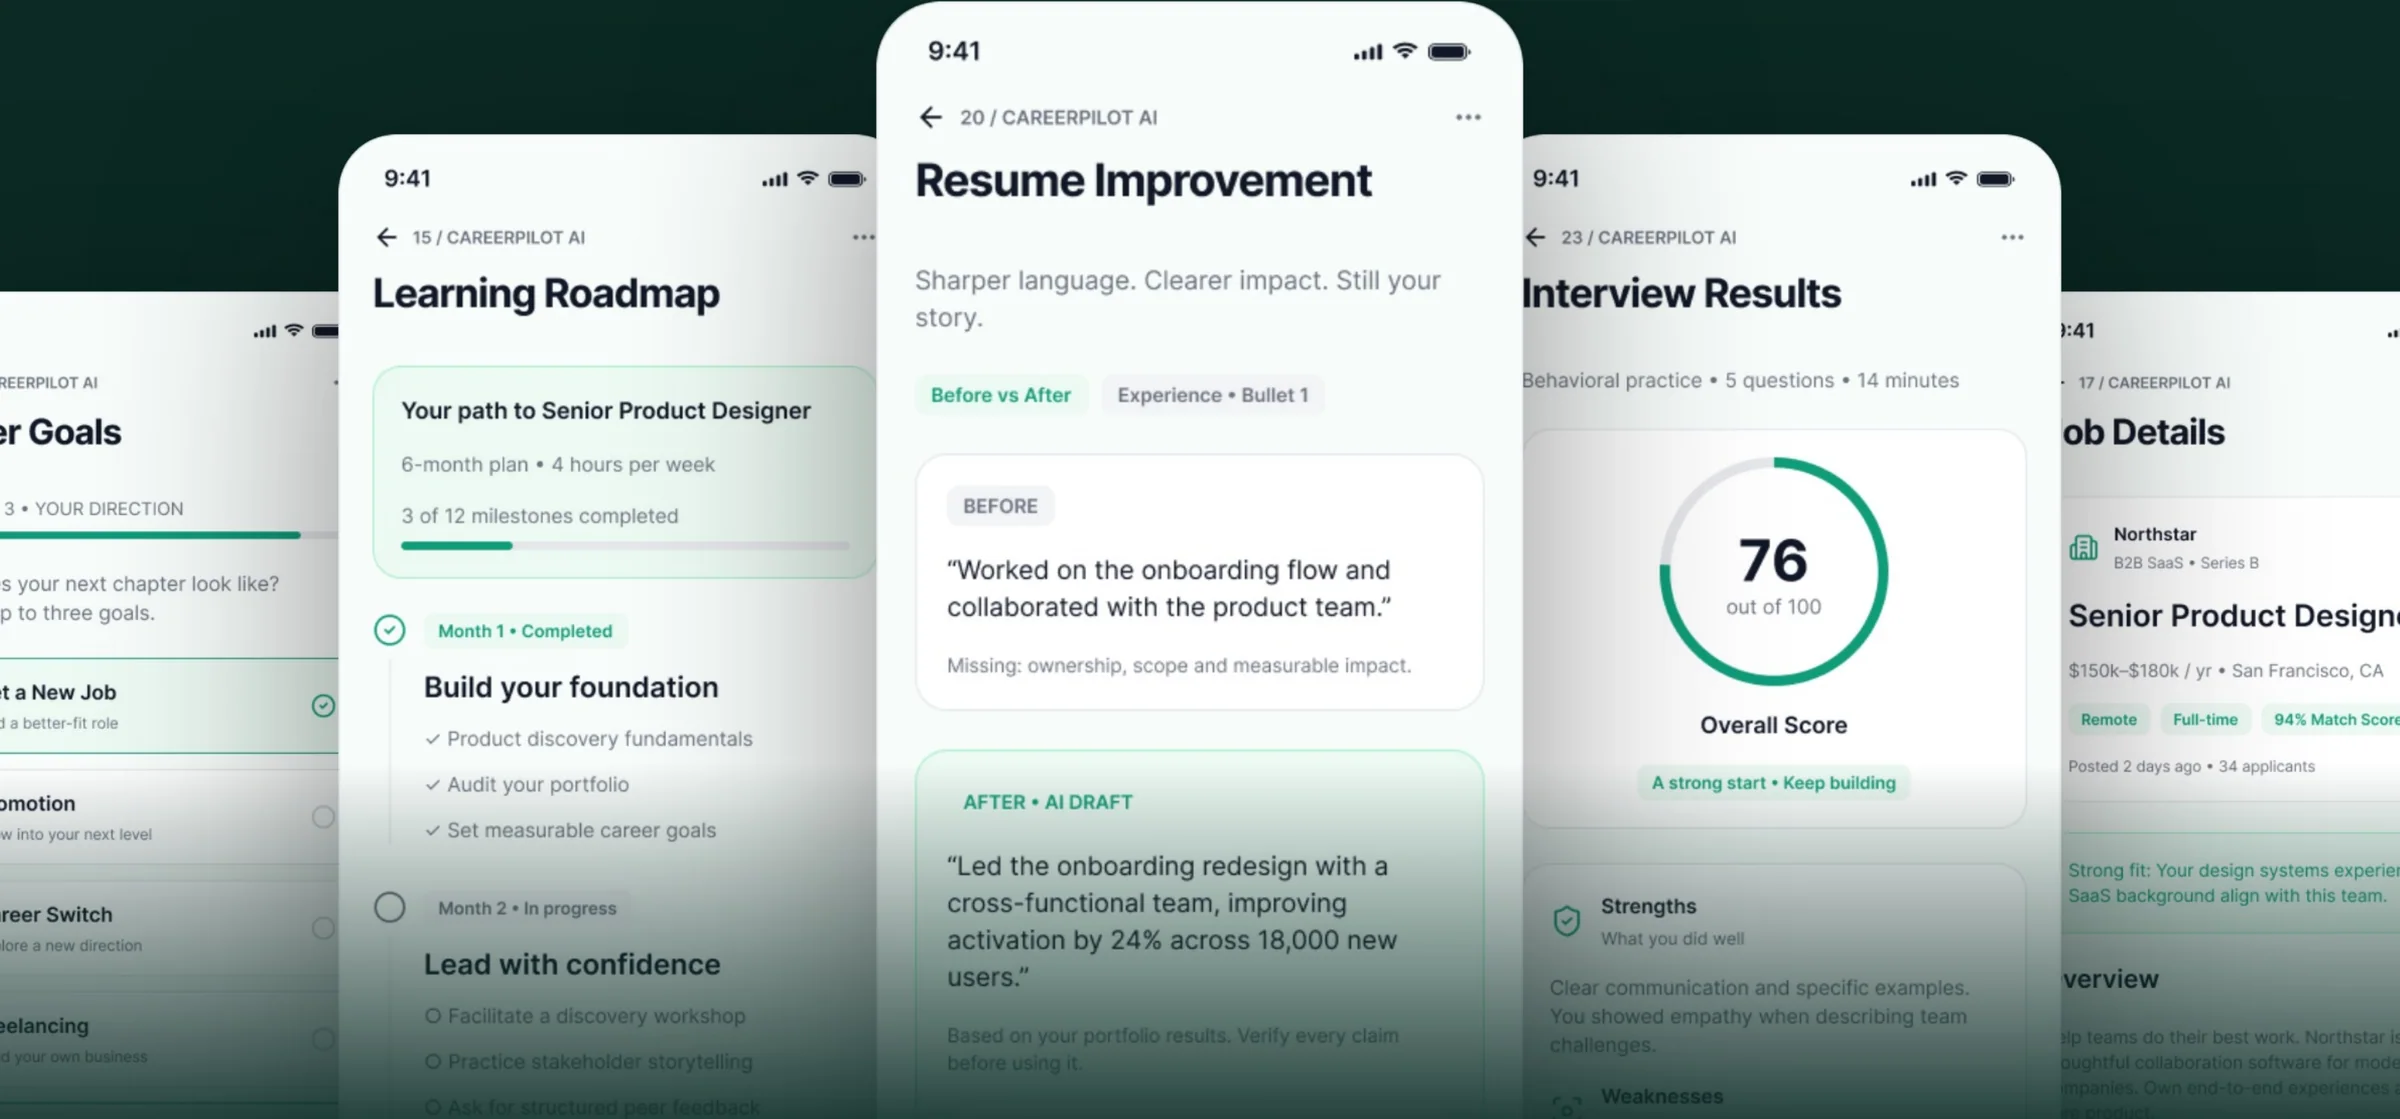 REERPILOT AI
er Goals
3 • YOUR DIRECTION
s your next chapter look like?
p to three goals.
t a New Job
d a better-fit role
omotion
w into your next level
reer Switch
lore a new direction
eelancing
d your own business
9:41
15 / CAREERPILOT AI
Learning Roadmap
Your path to Senior Product Designer
6-month plan • 4 hours per week
3 of 12 milestones completed
Month 1 • Completed
Build your foundation
Product discovery fundamentals
Audit your portfolio
Set measurable career goals
Month 2 • In progress
Lead with confidence
Facilitate a discovery workshop
Practice stakeholder storytelling
Ask for structured peer feedback
9:41
20 / CAREERPILOT AI
Resume Improvement
Sharper language. Clearer impact. Still your
story.
Before vs After
Experience • Bullet 1
BEFORE
“Worked on the onboarding flow and
collaborated with the product team.”
Missing: ownership, scope and measurable impact.
AFTER • AI DRAFT
“Led the onboarding redesign with a
cross-functional team, improving
activation by 24% across 18,000 new
users.”
Based on your portfolio results. Verify every claim
before using it.
9:41
23 / CAREERPILOT AI
Interview Results
Behavioral practice • 5 questions • 14 minutes
76
out of 100
Overall Score
A strong start • Keep building
Strengths
What you did well
Clear communication and specific examples.
You showed empathy when describing team
challenges.
Weaknesses
9:41
17 / CAREERPILOT AI
ob Details
Northstar
B2B SaaS • Series B
Senior Product Designe
$150k–$180k / yr • San Francisco, CA
Remote
Full-time
94% Match Score
Posted 2 days ago • 34 applicants
Strong fit: Your design systems experier
SaaS background align with this team.
verview
elp teams do their best work. Northstar is
oughtful collaboration software for mode
mpanies. Own end-to-end experiences
product.